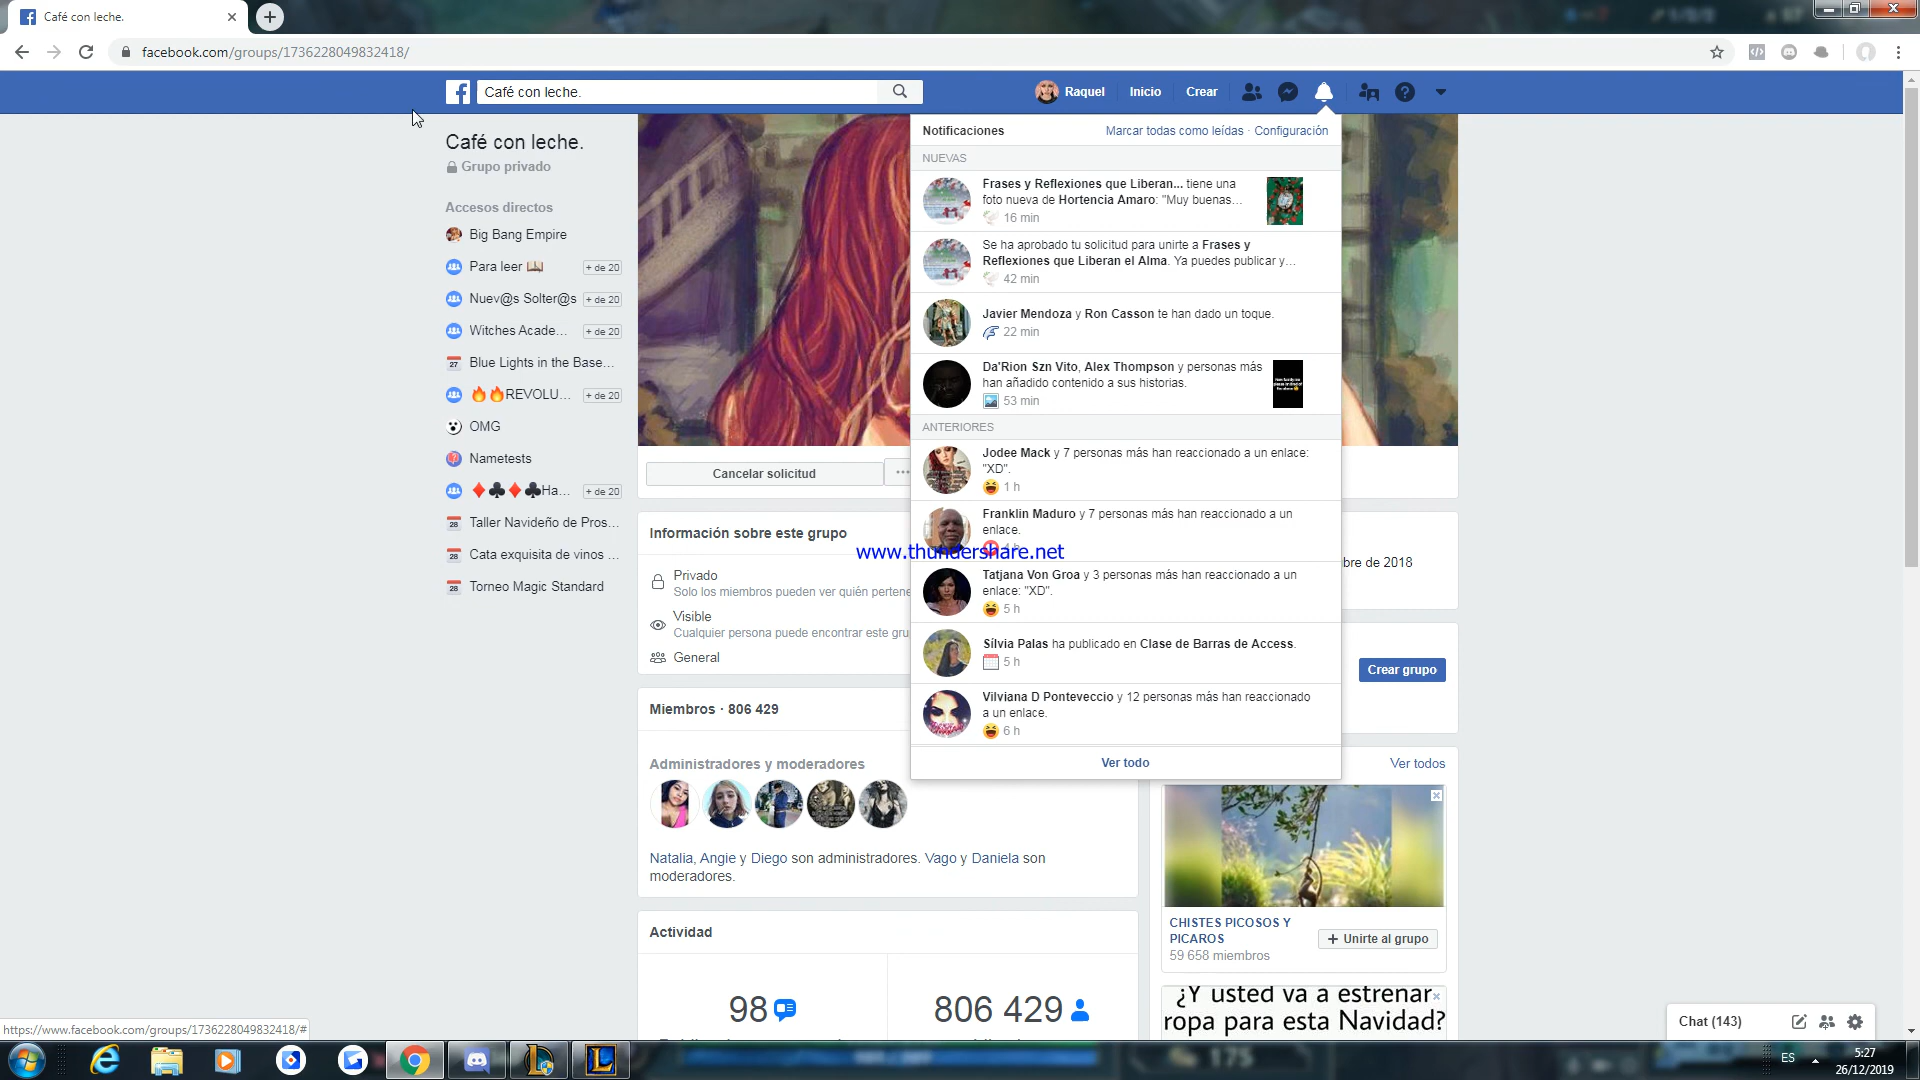 Café con leche.
facebook.com/groups/1736228049832418/
Café con leche.
Raquel
Inicio
Crear
Café con leche.
Grupo privado
Accesos directos
Big Bang Empire
Para leer 📖 + de 20
Nuev@s Solter@s + de 20
Witches Acade... + de 20
27 Blue Lights in the Base...
🔥🔥REVOLU... + de 20
OMG
Nametests
♦️♣️♦️♣️Ha... + de 20
28 Taller Navideño de Pros...
28 Cata exquisita de vinos ...
28 Torneo Magic Standard
Notificaciones
Marcar todas como leídas · Configuración
NUEVAS
Frases y Reflexiones que Liberan... tiene una
foto nueva de Hortencia Amaro: "Muy buenas...
16 min
Se ha aprobado tu solicitud para unirte a Frases y
Reflexiones que Liberan el Alma. Ya puedes publicar y...
42 min
Javier Mendoza y Ron Casson te han dado un toque.
22 min
Da'Rion Szn Vito, Alex Thompson y personas más
han añadido contenido a sus historias.
53 min
ANTERIORES
Jodee Mack y 7 personas más han reaccionado a un enlace:
"XD".
1 h
Franklin Maduro y 7 personas más han reaccionado a un
enlace.
www.thundershare.net
Tatjana Von Groa y 3 personas más han reaccionado a un
enlace: "XD".
5 h
Sílvia Palas ha publicado en Clase de Barras de Access.
5 h
Vilviana D Ponteveccio y 12 personas más han reaccionado
a un enlace.
6 h
Ver todo
Cancelar solicitud
Información sobre este grupo
Privado
Solo los miembros pueden ver quién pertene
Visible
Cualquier persona puede encontrar este gru
General
bre de 2018
Crear grupo
Miembros · 806 429
Administradores y moderadores
Natalia, Angie y Diego son administradores. Vago y Daniela son
moderadores.
Actividad
98
806 429
Ver todos
CHISTES PICOSOS Y
PICAROS
59 658 miembros
+ Unirte al grupo
¿Y usted va a estrenar
ropa para esta Navidad?
Chat (143)
https://www.facebook.com/groups/1736228049832418/#
175
ES
5:27
26/12/2019